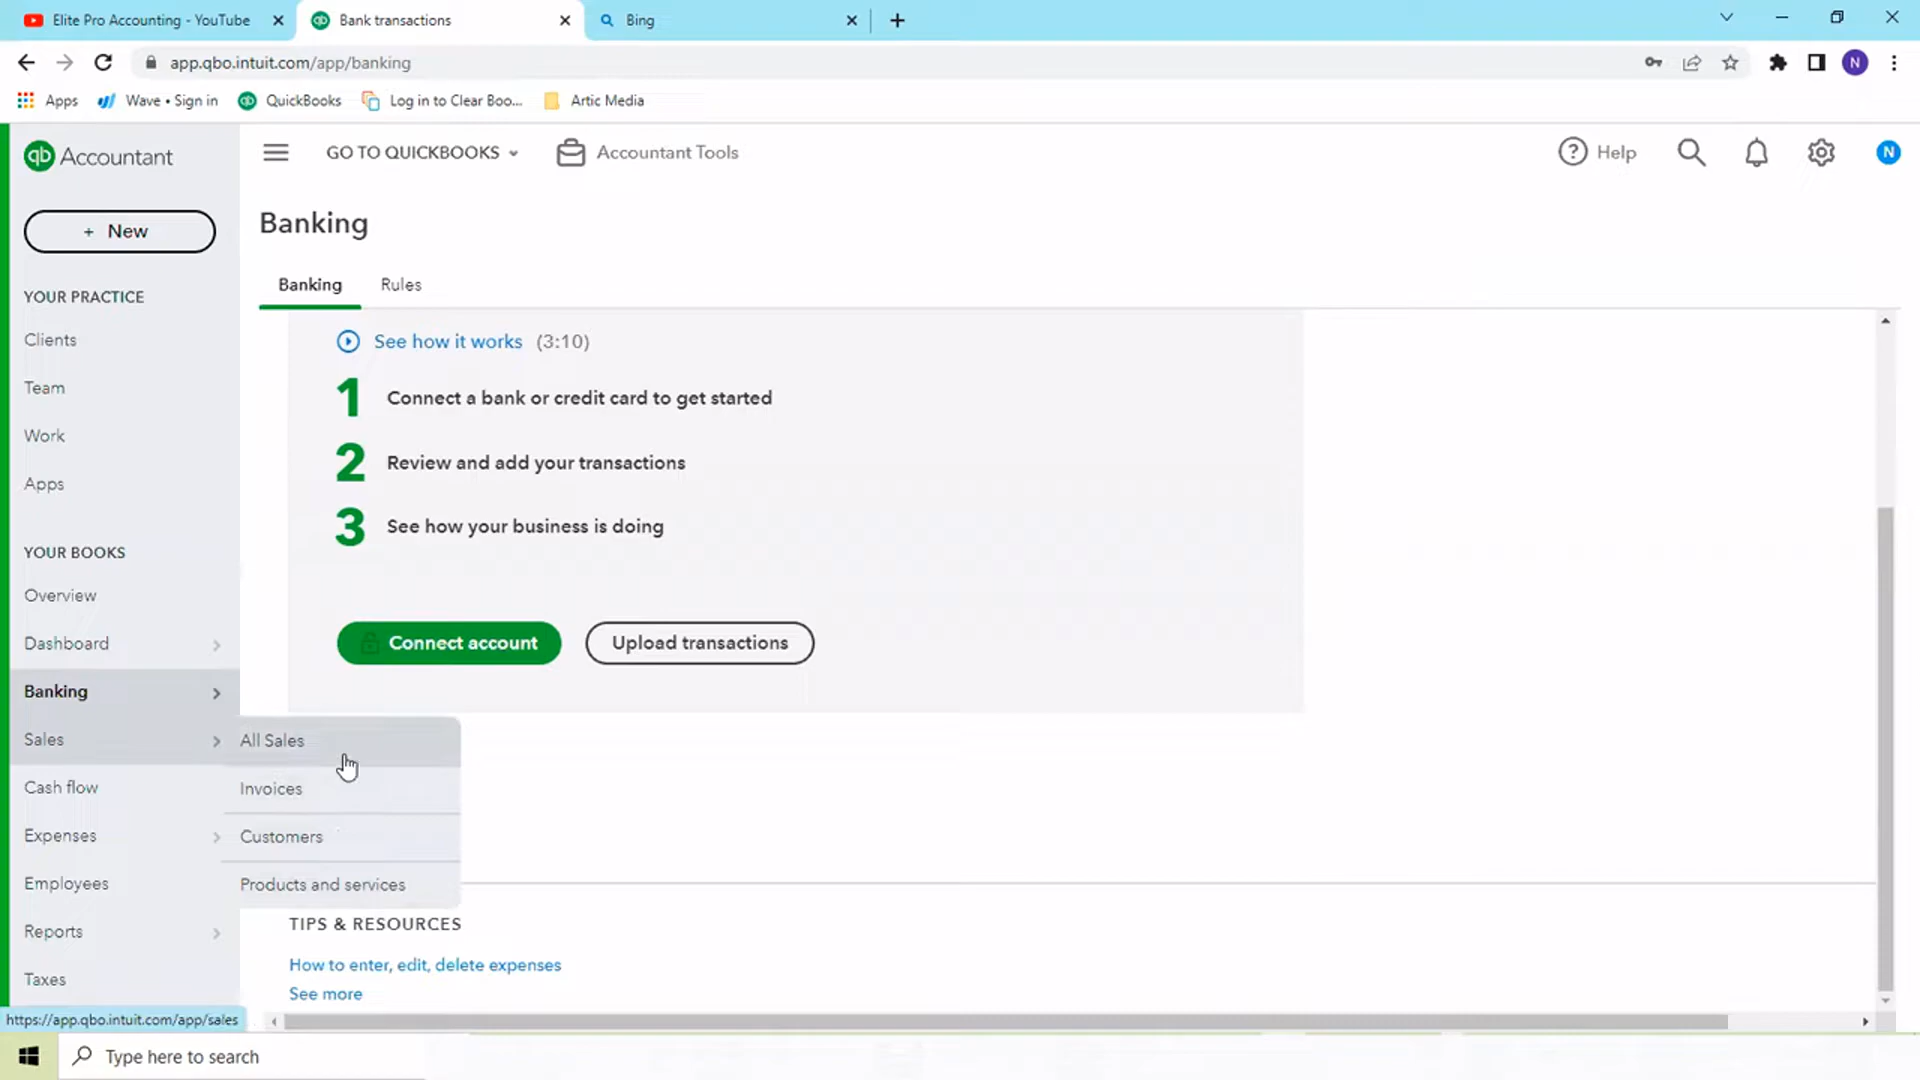 Elite Pro Accounting - YouTube
Bank transactions
Bing
app.qbo.intuit.com/app/banking
N
Apps
Wave • Sign in
QuickBooks
Log in to Clear Boo...
Artic Media
qb Accountant
GO TO QUICKBOOKS
Accountant Tools
? Help
N
+ New
Banking
Banking
Rules
YOUR PRACTICE
Clients
Team
Work
Apps
YOUR BOOKS
Overview
Dashboard
Banking
Sales
Cash flow
Expenses
Employees
Reports
Taxes
All Sales
Invoices
Customers
Products and services
See how it works (3:10)
1 Connect a bank or credit card to get started
2 Review and add your transactions
3 See how your business is doing
Connect account
Upload transactions
TIPS & RESOURCES
How to enter, edit, delete expenses
See more
https://app.qbo.intuit.com/app/sales
Type here to search